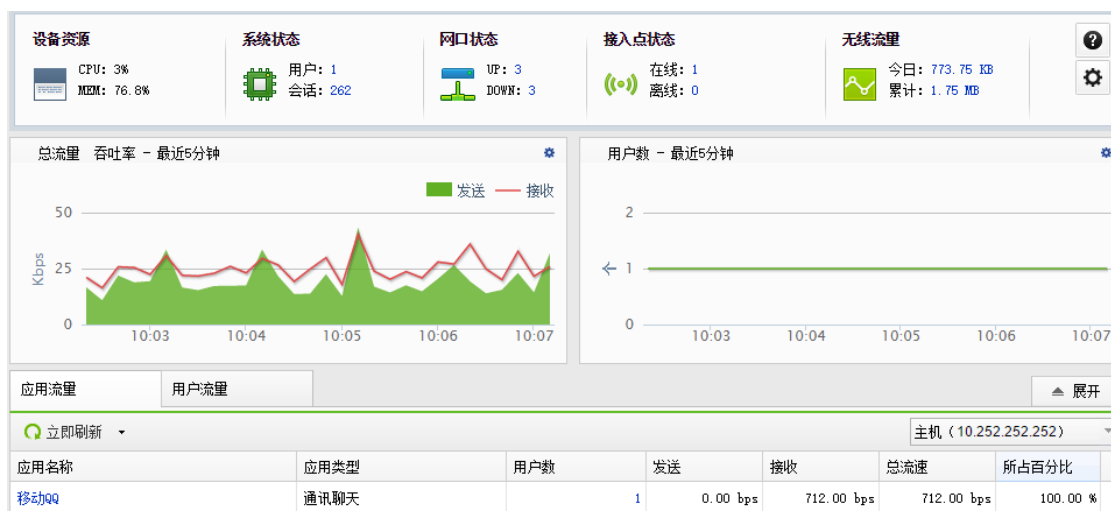 设备资源
CPU: 3%
MEM: 76.8%
系统状态
用户: 1
会话: 262
网口状态
UP: 3
DOWN: 3
接入点状态
在线: 1
离线: 0
无线流量
今日: 773.75 KB
累计: 1.75 MB
总流量 吞吐率 - 最近5分钟
发送 接收
50
25
0
Kbps
10:03 10:04 10:05 10:06 10:07
用户数 - 最近5分钟
2
1
0
个
10:03 10:04 10:05 10:06 10:07
应用流量 用户流量 展开
立即刷新 主机（10.252.252.252）
应用名称 应用类型 用户数 发送 接收 总流速 所占百分比
移动QQ 通讯聊天 1 0.00 bps 712.00 bps 712.00 bps 100.00 %